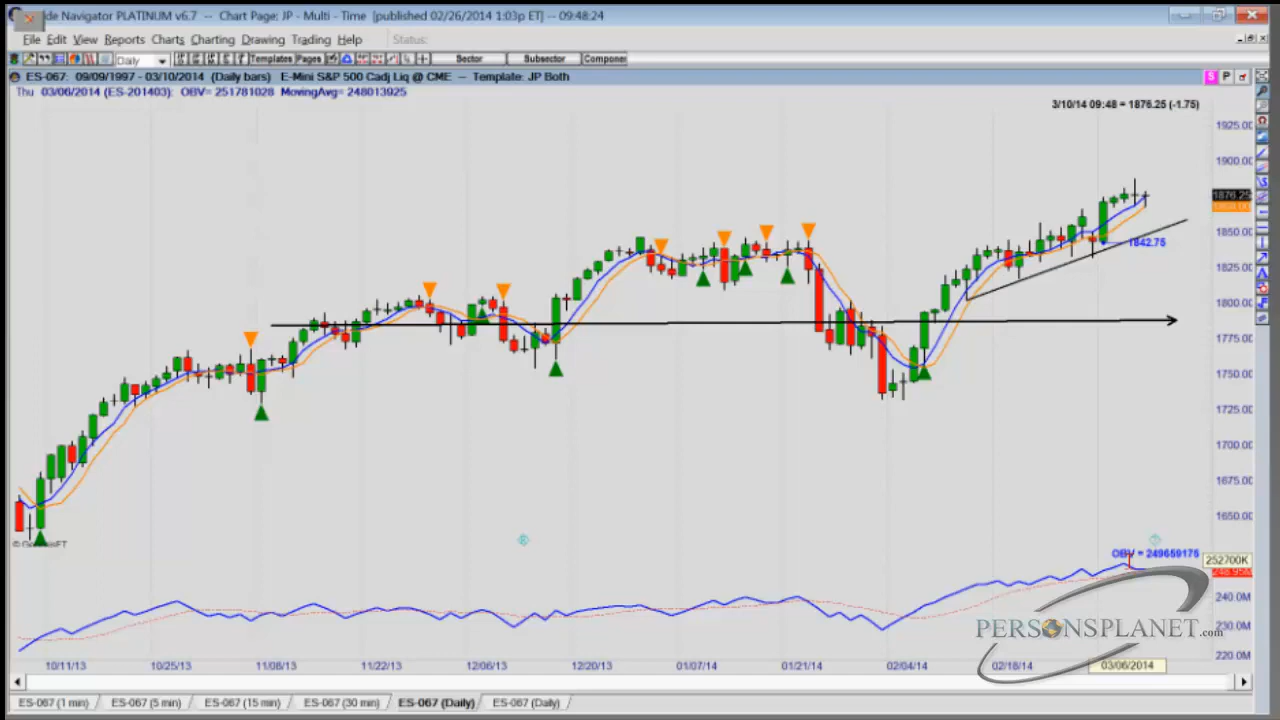 de Navigator PLATINUM v6.7 -- Chart Page: JP - Multi - Time [published 02/26/2014 1:03p ET] -- 09:48:24
File Edit View Reports Charts Charting Drawing Trading Help Status:
Daily Templates Pages Sector Subsector Componer
ES-067: 09/09/1997 - 03/10/2014 (Daily bars) E-Mini S&P 500 Cadj Liq @ CME -- Template: JP Both
S P
Thu 03/06/2014 (ES-201403): OBV= 251781028 MovingAvg= 248013925
3/10/14 09:48 = 1876.25 (-1.75)
1925.00
1900.00
1876.25
1850.00
1842.75
1825.00
1800.00
1775.00
1750.00
1725.00
1700.00
1675.00
1650.00
OBV = 249659175
252700K
240.0M
230.0M
220.0M
PERSONSPLANET.com
10/11/13 10/25/13 11/08/13 11/22/13 12/06/13 12/20/13 01/07/14 01/21/14 02/04/14 02/18/14 03/06/2014
ES-067 (1 min) ES-067 (5 min) ES-067 (15 min) ES-067 (30 min) ES-067 (Daily) ES-067 (Daily)